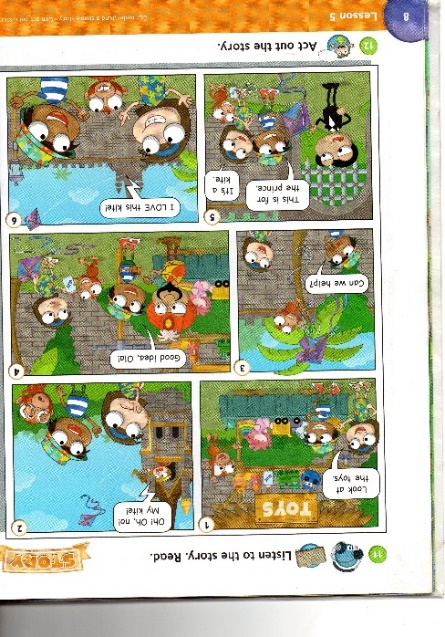 11 Listen to the story. Read.
STORY
1
TOYS
Look at
the toys.
2
Oh! Oh, no!
My kite!
3
Can we help?
4
Good idea, Ola!
5
This is for
the prince.
It's a
kite.
6
I LOVE this kite!
12 Act out the story.
8
Lesson 5